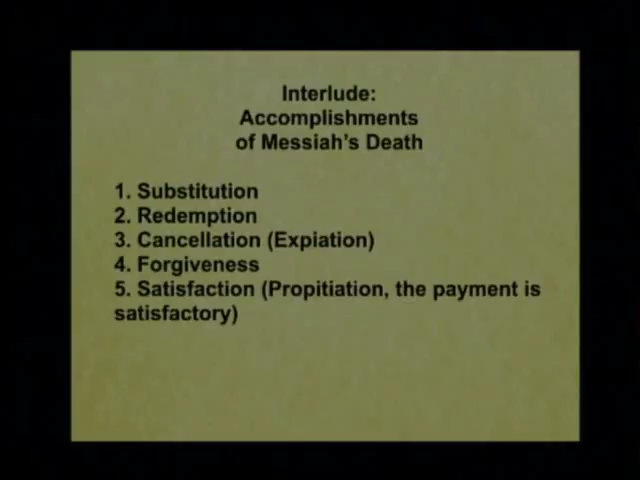 Interlude:
Accomplishments
of Messiah's Death
1. Substitution
2. Redemption
3. Cancellation (Expiation)
4. Forgiveness
5. Satisfaction (Propitiation, the payment is
satisfactory)